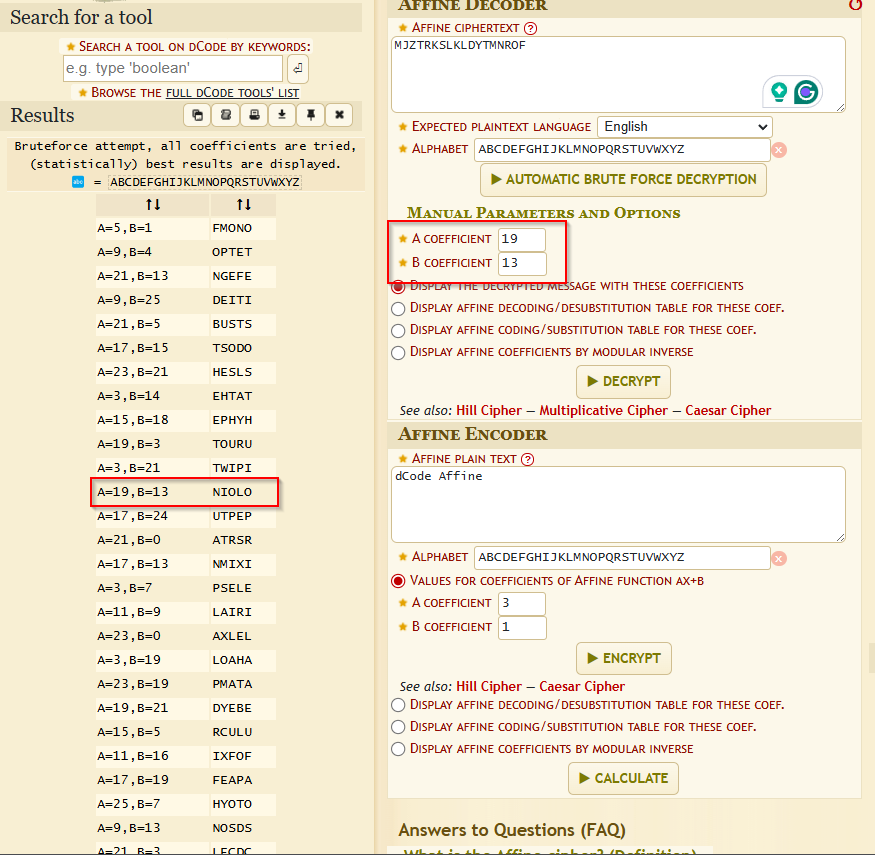 Search for a tool
★ SEARCH A TOOL ON DCODE BY KEYWORDS:
e.g. type 'boolean'
★ BROWSE THE FULL DCODE TOOLS' LIST
Results
Bruteforce attempt, all coefficients are tried,
(statistically) best results are displayed.
abc = ABCDEFGHIJKLMNOPQRSTUVWXYZ
↑↓ ↑↓
A=5,B=1 FMONO
A=9,B=4 OPTET
A=21,B=13 NGEFE
A=9,B=25 DEITI
A=21,B=5 BUSTS
A=17,B=15 TSODO
A=23,B=21 HESLS
A=3,B=14 EHTAT
A=15,B=18 EPHYH
A=19,B=3 TOURU
A=3,B=21 TWIPI
A=19,B=13 NIOLO
A=17,B=24 UTPEP
A=21,B=0 ATRSR
A=17,B=13 NMIXI
A=3,B=7 PSELE
A=11,B=9 LAIRI
A=23,B=0 AXLEL
A=3,B=19 LOAHA
A=23,B=19 PMATA
A=19,B=21 DYEBE
A=15,B=5 RCULU
A=11,B=16 IXFOF
A=17,B=19 FEAPA
A=25,B=7 HYOTO
A=9,B=13 NOSDS
A=21,B=3 LECDC
AFFINE DECODER
★ AFFINE CIPHERTEXT ?
MJZTRKSLKLDYTMNROF
★ EXPECTED PLAINTEXT LANGUAGE English
★ ALPHABET ABCDEFGHIJKLMNOPQRSTUVWXYZ
▶ AUTOMATIC BRUTE FORCE DECRYPTION
MANUAL PARAMETERS AND OPTIONS
★ A COEFFICIENT 19
★ B COEFFICIENT 13
DISPLAY THE DECRYPTED MESSAGE WITH THESE COEFFICIENTS
DISPLAY AFFINE DECODING/DESUBSTITUTION TABLE FOR THESE COEF.
DISPLAY AFFINE CODING/SUBSTITUTION TABLE FOR THESE COEF.
DISPLAY AFFINE COEFFICIENTS BY MODULAR INVERSE
▶ DECRYPT
See also: Hill Cipher – Multiplicative Cipher – Caesar Cipher
AFFINE ENCODER
★ AFFINE PLAIN TEXT ?
dCode Affine
★ ALPHABET ABCDEFGHIJKLMNOPQRSTUVWXYZ
VALUES FOR COEFFICIENTS OF AFFINE FUNCTION AX+B
★ A COEFFICIENT 3
★ B COEFFICIENT 1
▶ ENCRYPT
See also: Hill Cipher – Caesar Cipher
DISPLAY AFFINE DECODING/DESUBSTITUTION TABLE FOR THESE COEF.
DISPLAY AFFINE CODING/SUBSTITUTION TABLE FOR THESE COEF.
DISPLAY AFFINE COEFFICIENTS BY MODULAR INVERSE
▶ CALCULATE
Answers to Questions (FAQ)
What is the Affine cipher? (Definition)